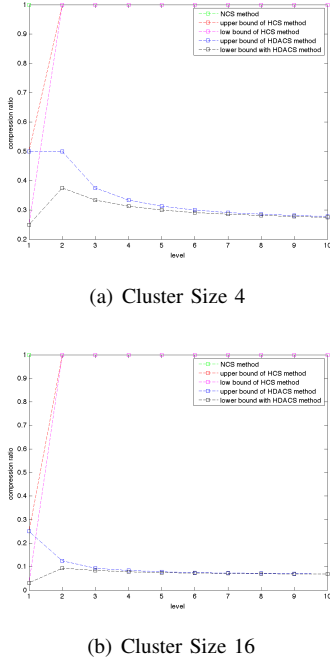 1
0.9
0.8
0.7
0.6
0.5
0.4
0.3
0.2
compression ratio
NCS method
upper bound of HCS method
low bound of HCS method
upper bound of HDACS method
lower bound with HDACS method
1 2 3 4 5 6 7 8 9 10
level
(a) Cluster Size 4
1
0.9
0.8
0.7
0.6
0.5
0.4
0.3
0.2
0.1
0
compression ratio
NCS method
upper bound of HCS method
low bound of HCS method
upper bound of HDACS method
lower bound with HDACS method
1 2 3 4 5 6 7 8 9 10
level
(b) Cluster Size 16